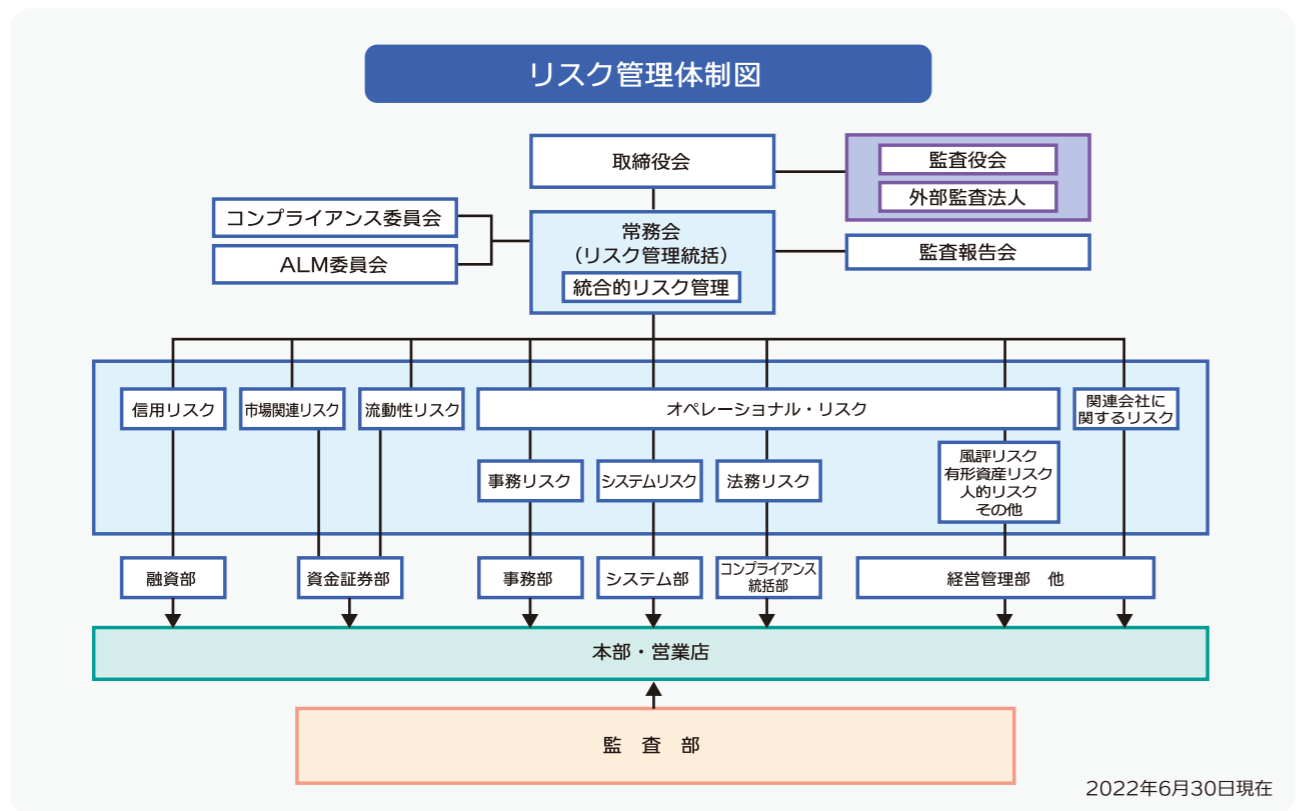 リスク管理体制図
取締役会
監査役会
外部監査法人
コンプライアンス委員会
ALM委員会
常務会
（リスク管理統括）
統合的リスク管理
監査報告会
信用リスク
市場関連リスク
流動性リスク
オペレーショナル・リスク
関連会社に
関するリスク
事務リスク
システムリスク
法務リスク
風評リスク
有形資産リスク
人的リスク
その他
融資部
資金証券部
事務部
システム部
コンプライアンス
統括部
経営管理部　他
本部・営業店
監　査　部
2022年6月30日現在